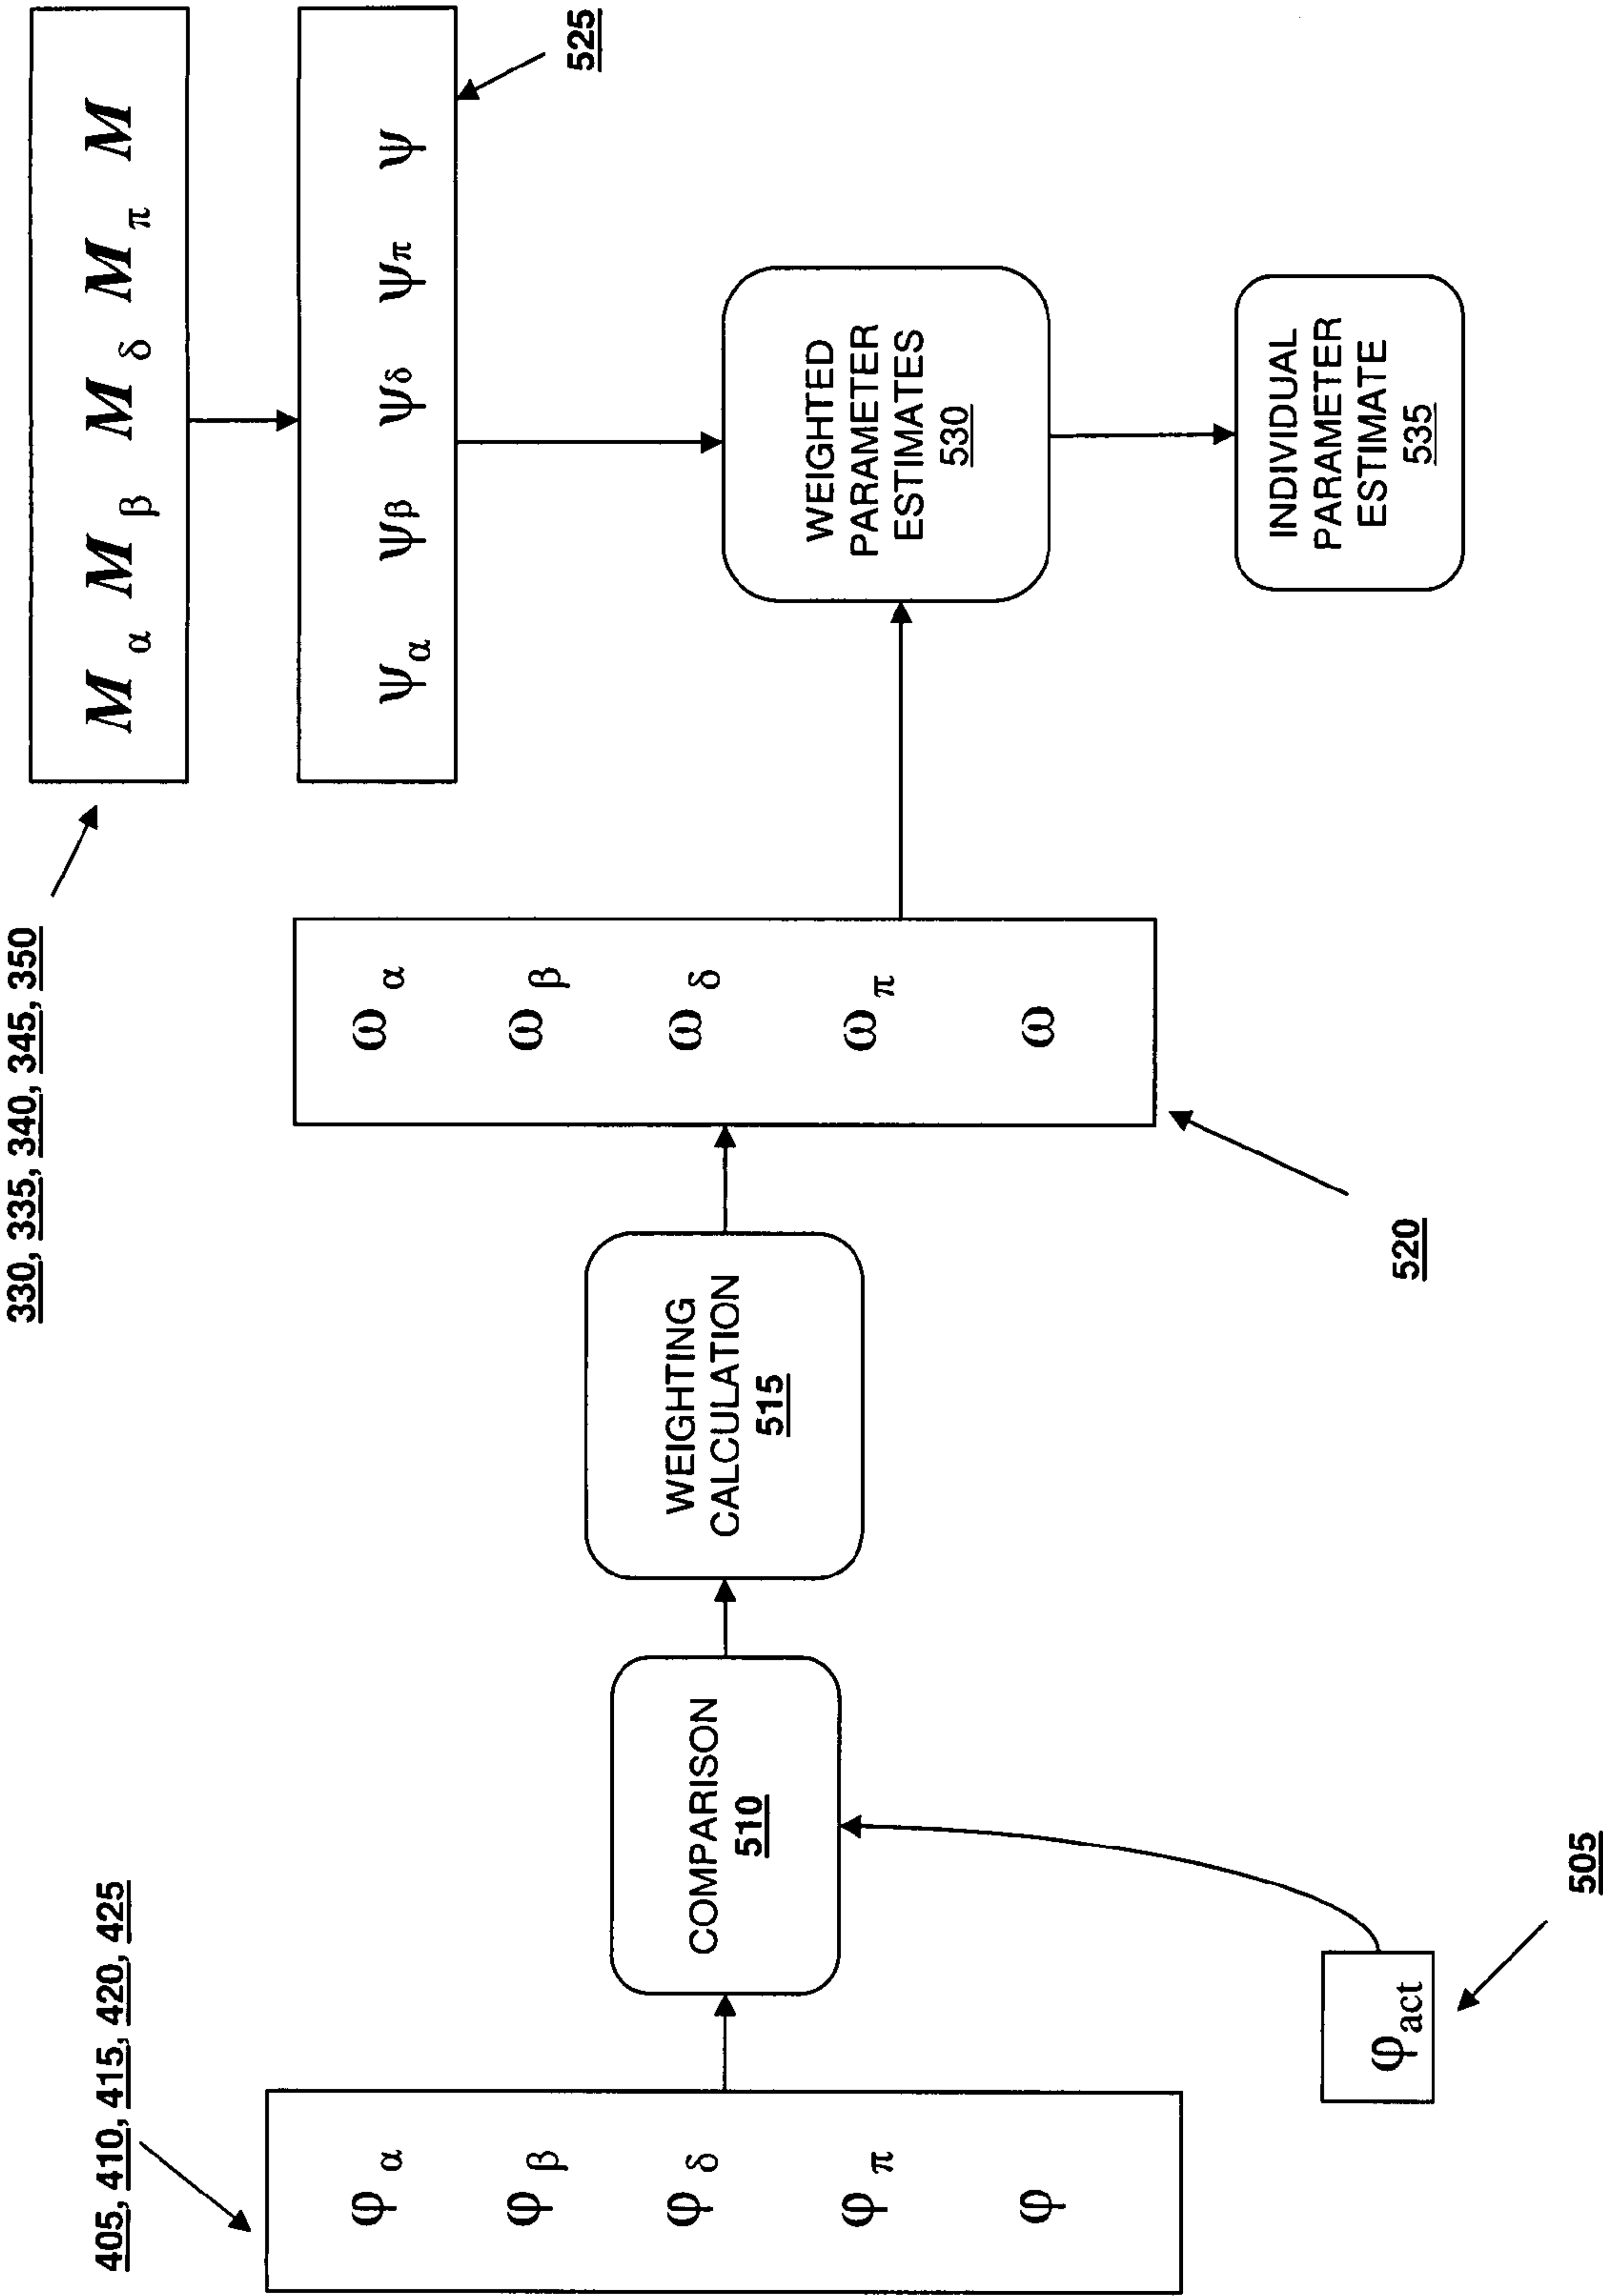 330, 335, 340, 345, 350
M α M β M δ M π M
ψα ψβ ψδ ψπ ψ
525
405, 410, 415, 420, 425
φ α
φ β
φ δ
φ π
φ
COMPARISON
510
φact
505
WEIGHTING
CALCULATION
515
ω α
ω β
ω δ
ω π
ω
520
WEIGHTED
PARAMETER
ESTIMATES
530
INDIVIDUAL
PARAMETER
ESTIMATE
535